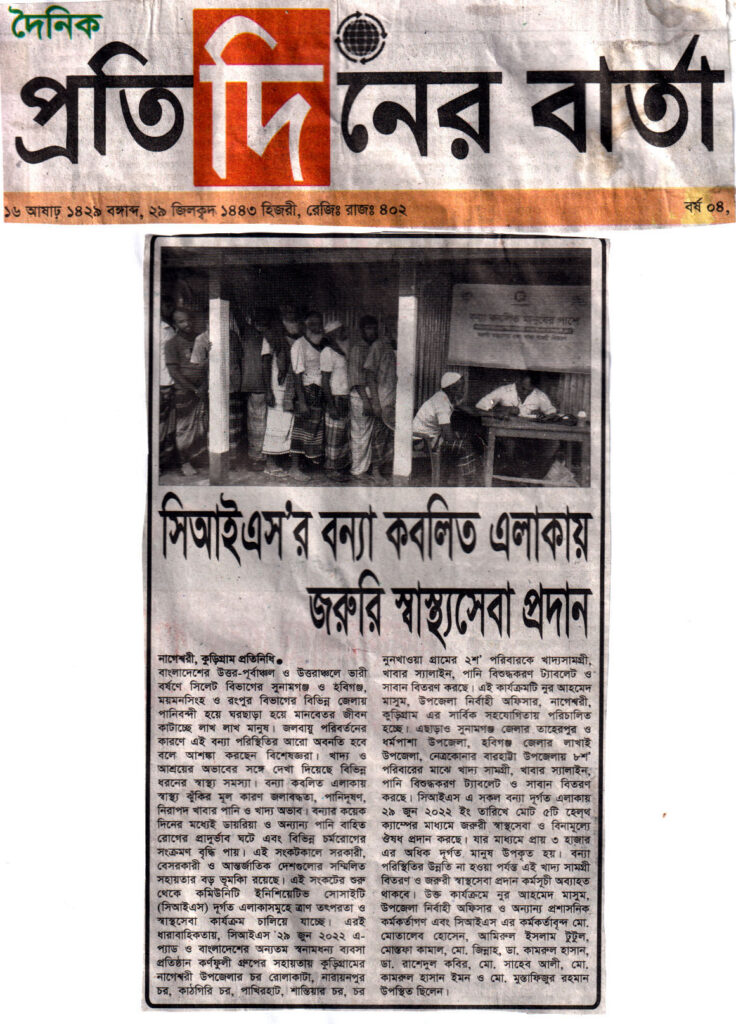 দৈনিক
প্রতিদিনের বার্তা
১৬ আষাঢ় ১৪২৯ বঙ্গাব্দ, ২৯ জিলকৃদ ১৪৪৩ হিজরী, রেজিঃ রাজঃ ৪০২
বর্ষ ০৪,
বন্যা কবলিত মানুষের পাশে
সিআইএস'র বন্যা কবলিত এলাকায়
জরুরি স্বাস্থ্যসেবা প্রদান
নাগেশ্বরী, কুড়িগ্রাম প্রতিনিধি●
বাংলাদেশের উত্তর-পূর্বাঞ্চল ও উত্তরাঞ্চলে ভারী
বর্ষণে সিলেট বিভাগের সুনামগঞ্জ ও হবিগঞ্জ,
ময়মনসিংহ ও রংপুর বিভাগের বিভিন্ন জেলায়
পানিবন্দী হয়ে ঘরছাড়া হয়ে মানবেতর জীবন
কাটাচ্ছে লাখ লাখ মানুষ। জলবায়ু পরিবর্তনের
কারণে এই বন্যা পরিস্থিতির আরো অবনতি হবে
বলে আশঙ্কা করছেন বিশেষজ্ঞরা। খাদ্য ও
আশ্রয়ের অভাবের সঙ্গে দেখা দিয়েছে বিভিন্ন
ধরনের স্বাস্থ্য সমস্যা। বন্যা কবলিত এলাকায়
স্বাস্থ্য ঝুঁকির মূল কারণ জলাবদ্ধতা, পানিদূষণ,
নিরাপদ খাবার পানি ও খাদ্য অভাব। বন্যার কয়েক
দিনের মধ্যেই ডায়রিয়া ও অন্যান্য পানি বাহিত
রোগের প্রাদুর্ভাব ঘটে এবং বিভিন্ন চর্মরোগের
সংক্রমণ বৃদ্ধি পায়। এই সংকটকালে সরকারী,
বেসরকারী ও আন্তর্জাতিক দেশগুলোর সম্মিলিত
সহায়তার বড় ভূমকিা রয়েছে। এই সংকটের শুরু
থেকে কমিউনিটি ইনিশিয়েটিভ সোসাইটি
(সিআইএস) দূর্গত এলাকাসমূহে ত্রাণ তৎপরতা ও
স্বাস্থ্যসেবা কার্যক্রম চালিয়ে যাচ্ছে। এরই
ধারাবাহিকতায়, সিআইএস '২৯ জুন ২০২২ এ-
প্যাড ও বাংলাদেশের অন্যতম স্বনামধন্য ব্যবসা
প্রতিষ্ঠান কর্ণফুলী গ্রুপের সহায়তায় কুড়িগ্রামের
নাগেশ্বরী উপজেলার চর রোলাকাটা, নারায়নপুর
চর, কাঠগিরি চর, পাখিরহাট, শান্তিয়ার চর, চর
নুনখাওয়া গ্রামের ২শ' পরিবারকে খাদ্যসামগ্রী,
খাবার স্যালাইন, পানি বিশুদ্ধকরণ ট্যাবলেট ও
সাবান বিতরণ করছে। এই কার্যক্রমটি নুর আহমেদ
মাসুম, উপজেলা নির্বাহী অফিসার, নাগেশ্বরী,
কুড়িগ্রাম এর সার্বিক সহযোগিতায় পরিচালিত
হচ্ছে। এছাড়াও সুনামগঞ্জ জেলার তাহেরপুর ও
ধর্মপাশা উপজেলা, হবিগঞ্জ জেলার লাখাই
উপজেলা, নেত্রকোনার বারহাট্টা উপজেলায় ৮শ'
পরিবারের মাঝে খাদ্য সামগ্রী, খাবার স্যালাইন,
পানি বিশুদ্ধকরণ ট্যাবলেট ও সাবান বিতরণ
করছে। সিআইএস এ সকল বন্যা দূর্গত এলাকায়
২৯ জুন ২০২২ ইং তারিখে মোট ৫টি হেলথ
ক্যাম্পের মাধ্যমে জরুরী স্বাস্থসেবা ও বিনামূল্যে
ঔষধ প্রদান করছে। যার মাধ্যমে প্রায় ৩ হাজার
এর অধিক দূর্গত মানুষ উপকৃত হয়। বন্যা
পরিস্থিতির উন্নতি না হওয়া পর্যন্ত এই খাদ্য সামগ্রী
বিতরণ ও জরুরী স্বাস্থসেবা প্রদান কর্মসূচী অব্যাহত
থাকবে। উক্ত কার্যক্রমে নুর আহমেদ মাসুম,
উপজেলা নির্বাহী অফিসার ও অন্যান্য প্রশাসনিক
কর্মকর্তাগণ এবং সিআইএস এর কর্মকর্তাবৃন্দ মো.
মোতালেব হোসেন, আমিরুল ইসলাম টুটুল,
মোস্তফা কামাল, মো. জিন্নাহ, ডা. কামরুল হাসান,
ডা. রাশেদুল কবির, মো. সাহেব আলী, মো.
কামরুল হাসান ইমন ও মো. মুস্তাফিজুর রহমান
উপস্থিত ছিলেন।